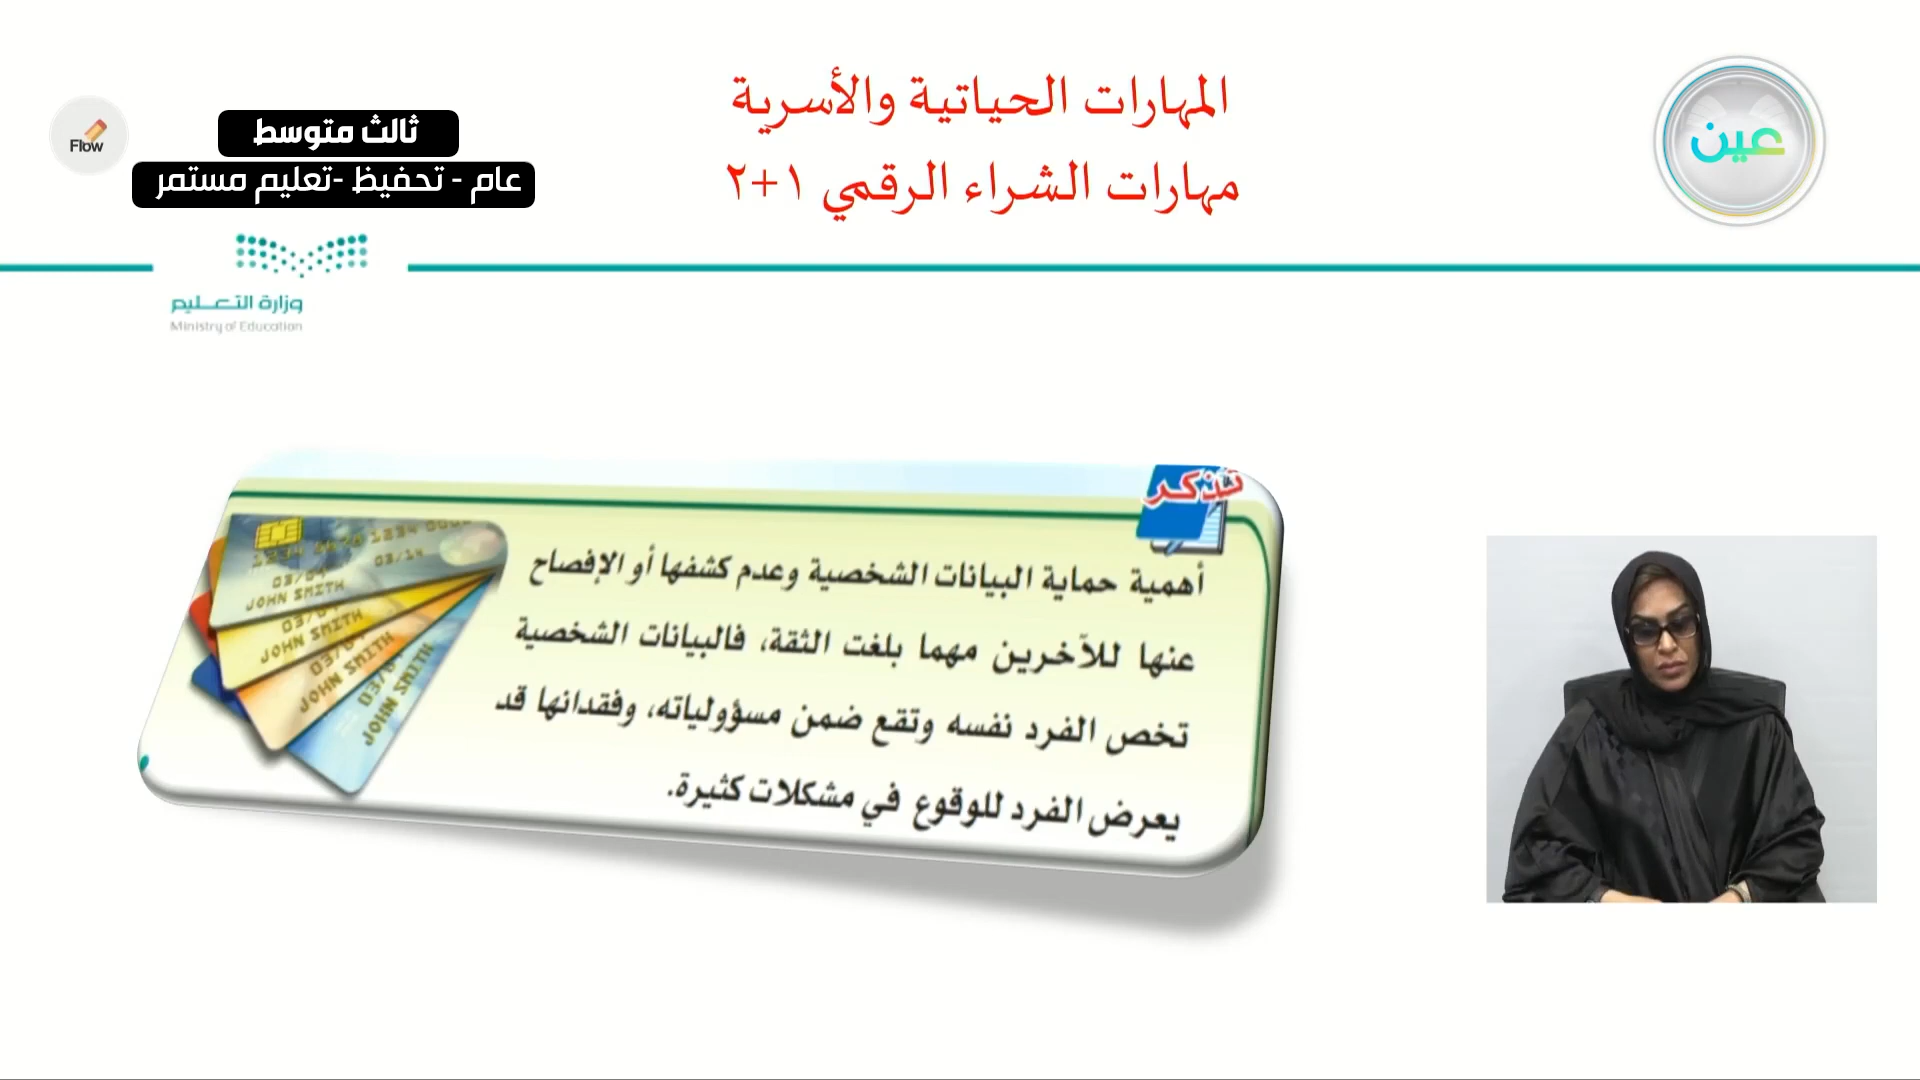 المهارات الحياتية والأسرية
مهارات الشراء الرقمي ١+٢
عين
ثالث متوسط
عام - تحفيظ -تعليم مستمر
Flow
وزارة التعـــليم
Ministry of Education
تذكر
أهمية حماية البيانات الشخصية وعدم كشفها أو الإفصاح
عنها للآخرين مهما بلغت الثقة، فالبيانات الشخصية
تخص الفرد نفسه وتقع ضمن مسؤولياته، وفقدانها قد
يعرض الفرد للوقوع في مشكلات كثيرة.
03/14
JOHN SMITH
JOHN SMITH
JOHN SMITH
JOHN SMITH